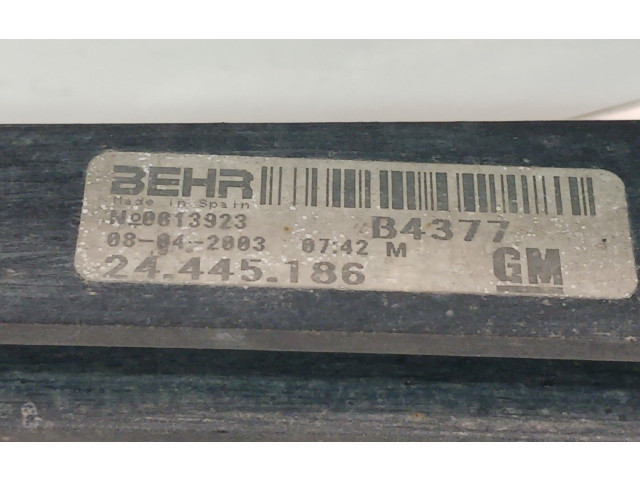 BEHR
Made in Spain
№0613923
B4377
08-04-2003 07:42 M
24.445.186
GM